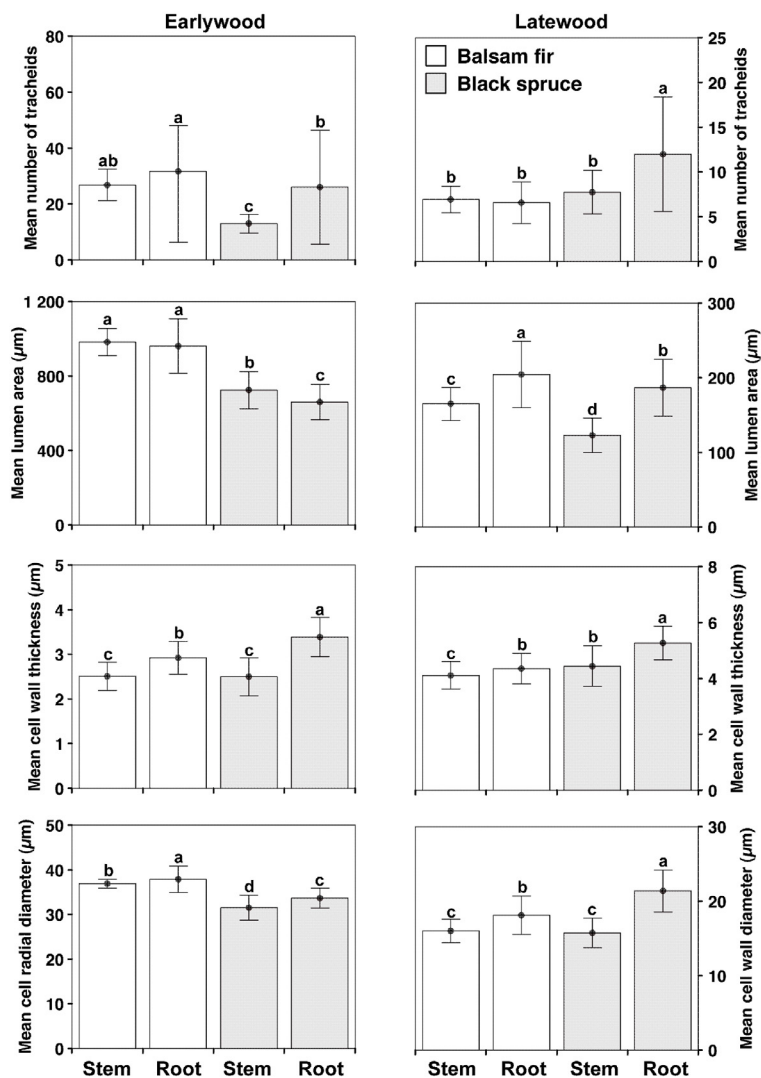 Earlywood
Latewood
Mean number of tracheids
80
60
40
20
0
ab
a
c
b
Balsam fir
Black spruce
25
20
15
10
5
0
Mean number of tracheids
b
b
b
a
Mean lumen area (µm)
1 200
800
400
0
a
a
b
c
300
200
100
0
Mean lumen area (µm)
c
a
d
b
Mean cell wall thickness (µm)
5
4
3
2
1
0
c
b
c
a
8
6
4
2
0
Mean cell wall thickness (µm)
c
b
b
a
Mean cell radial diameter (µm)
50
40
30
20
10
0
b
a
d
c
30
20
10
0
Mean cell wall diameter (µm)
c
b
c
a
Stem Root Stem Root
Stem Root Stem Root